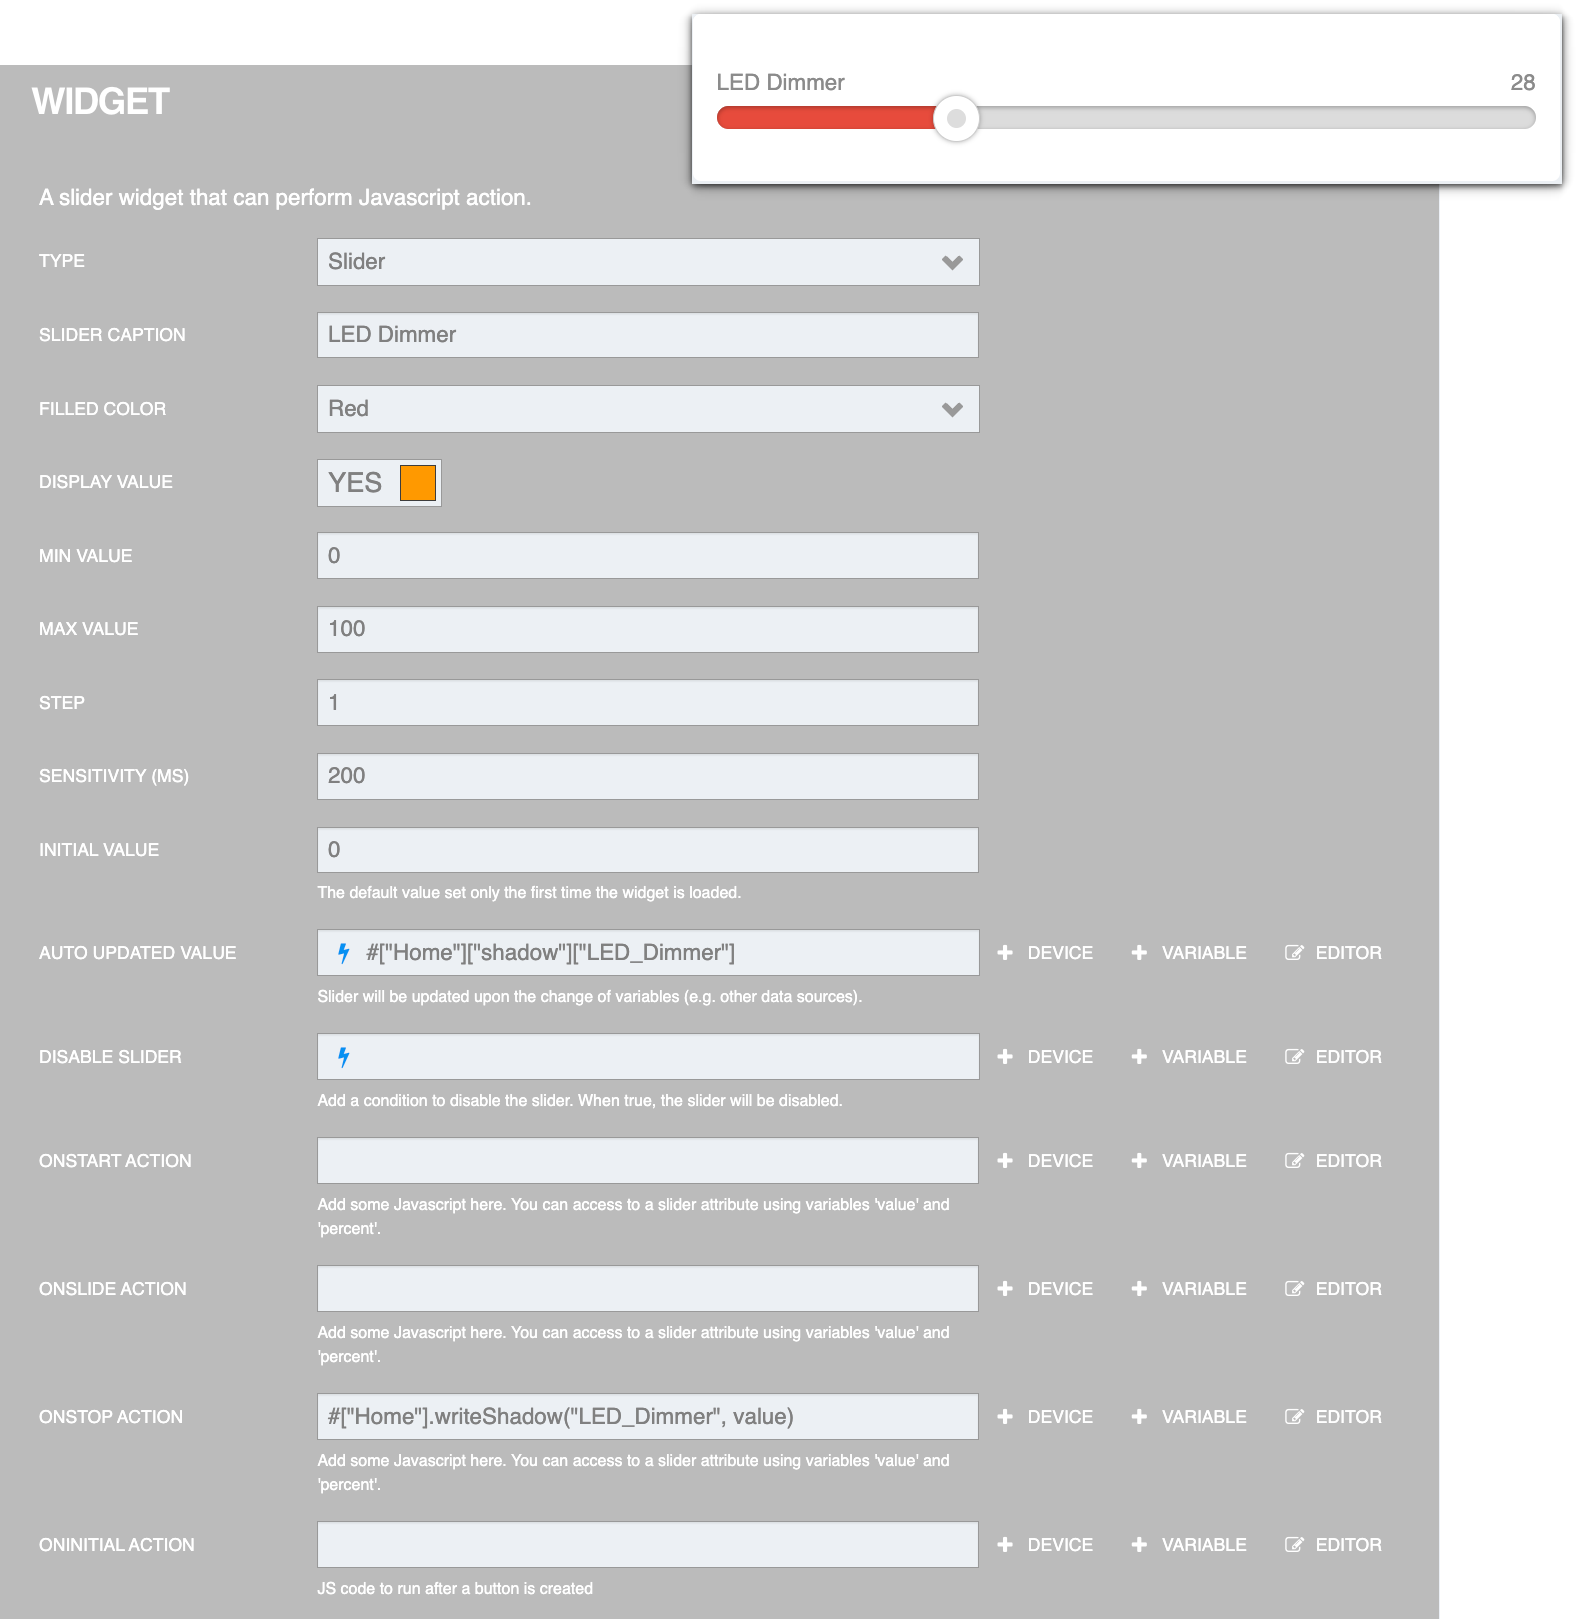 LED Dimmer 28
WIDGET
A slider widget that can perform Javascript action.
TYPE Slider
SLIDER CAPTION LED Dimmer
FILLED COLOR Red
DISPLAY VALUE YES
MIN VALUE 0
MAX VALUE 100
STEP 1
SENSITIVITY (MS) 200
INITIAL VALUE 0
The default value set only the first time the widget is loaded.
AUTO UPDATED VALUE #["Home"]["shadow"]["LED_Dimmer"] DEVICE VARIABLE EDITOR
Slider will be updated upon the change of variables (e.g. other data sources).
DISABLE SLIDER DEVICE VARIABLE EDITOR
Add a condition to disable the slider. When true, the slider will be disabled.
ONSTART ACTION DEVICE VARIABLE EDITOR
Add some Javascript here. You can access to a slider attribute using variables 'value' and
'percent'.
ONSLIDE ACTION DEVICE VARIABLE EDITOR
Add some Javascript here. You can access to a slider attribute using variables 'value' and
'percent'.
ONSTOP ACTION #["Home"].writeShadow("LED_Dimmer", value) DEVICE VARIABLE EDITOR
Add some Javascript here. You can access to a slider attribute using variables 'value' and
'percent'.
ONINITIAL ACTION DEVICE VARIABLE EDITOR
JS code to run after a button is created